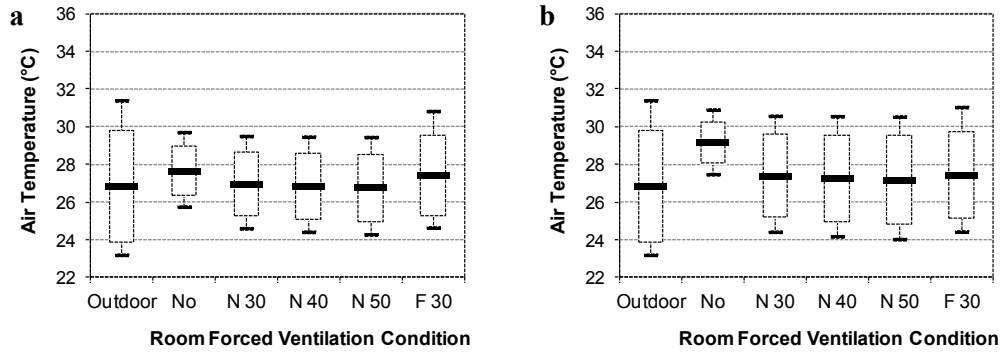 a
36
34
32
30
28
26
24
22
Air Temperature (°C)
Outdoor No N 30 N 40 N 50 F 30
Room Forced Ventilation Condition
b
36
34
32
30
28
26
24
22
Air Temperature (°C)
Outdoor No N 30 N 40 N 50 F 30
Room Forced Ventilation Condition